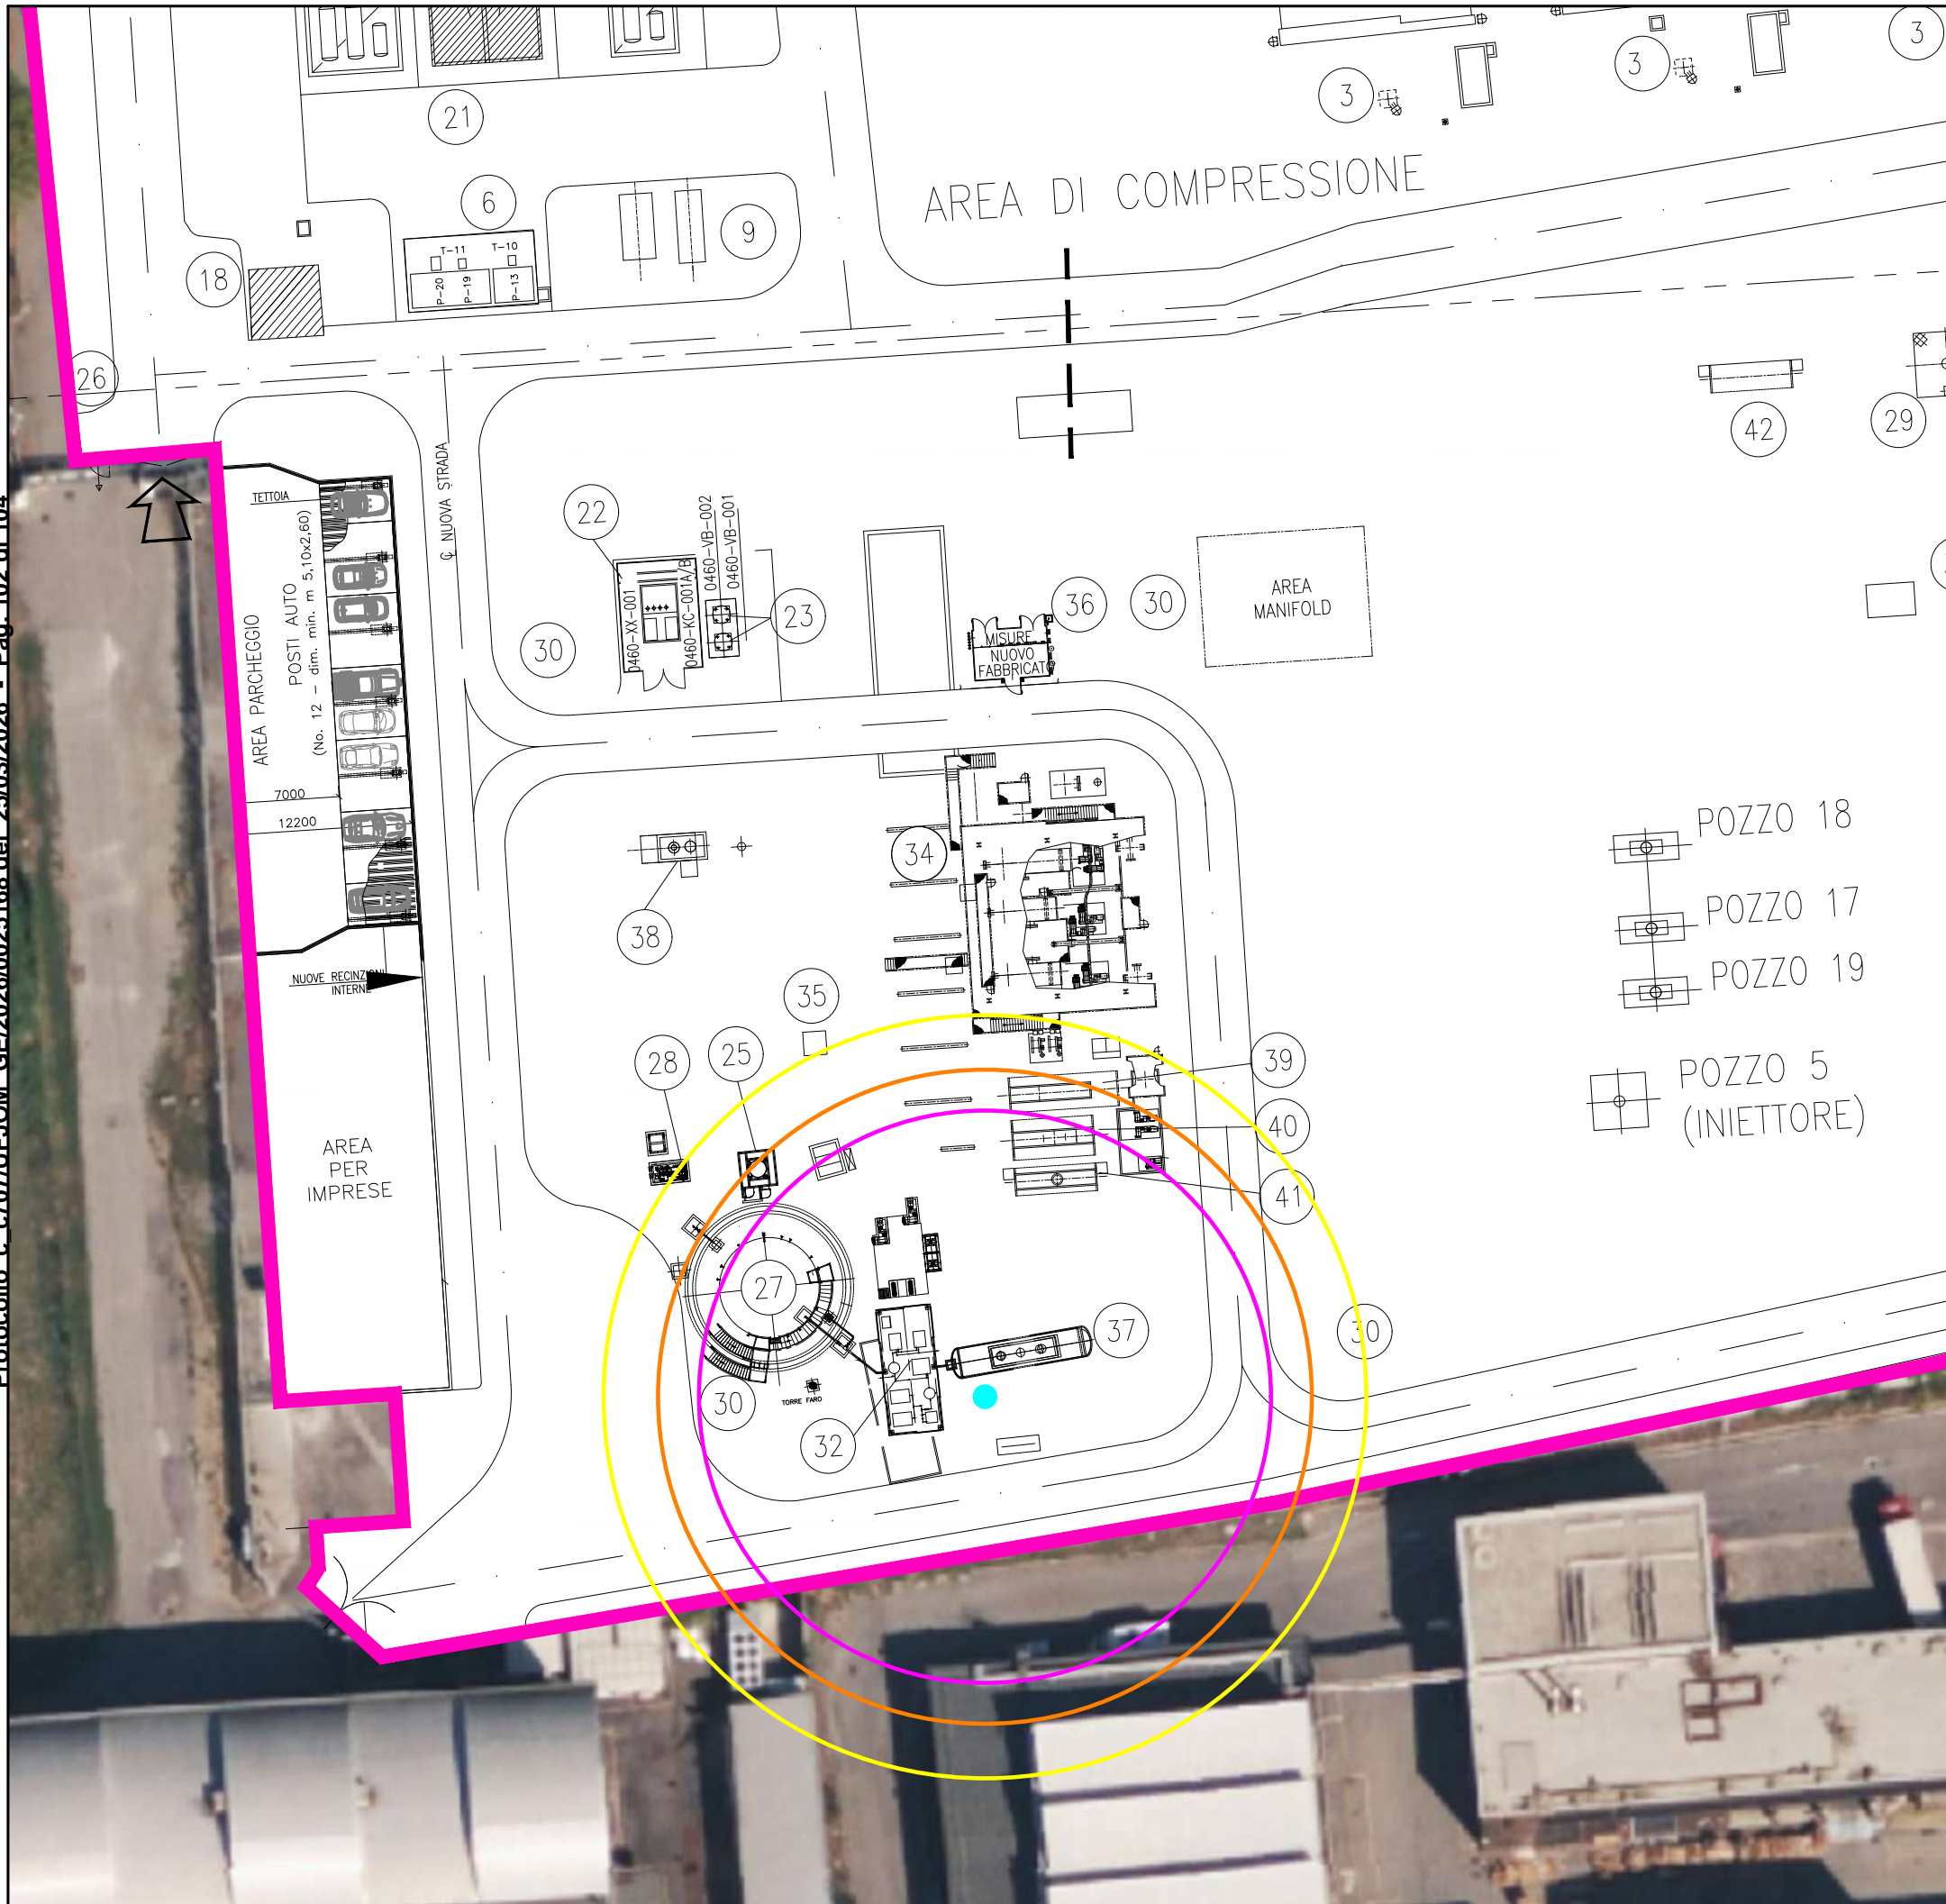 3
3
3
21
AREA DI COMPRESSIONE
6
9
T-11
T-10
P-20
P-19
P-13
18
26
42
29
TETTOIA
℄ NUOVA STRADA
AREA PARCHEGGIO
POSTI AUTO
(No. 12 - dim. min. m 5,10x2,60)
22
0460-VB-002
0460-VB-001
0460-XX-001
0460-KC-001A/B
23
30
36
30
MISURE
NUOVO
FABBRICATO
AREA
MANIFOLD
7000
12200
34
38
POZZO 18
POZZO 17
POZZO 19
NUOVE RECINZIONI
INTERNE
35
28
25
39
POZZO 5
(INIETTORE)
40
41
AREA
PER
IMPRESE
27
37
30
30
TORRE FARO
32